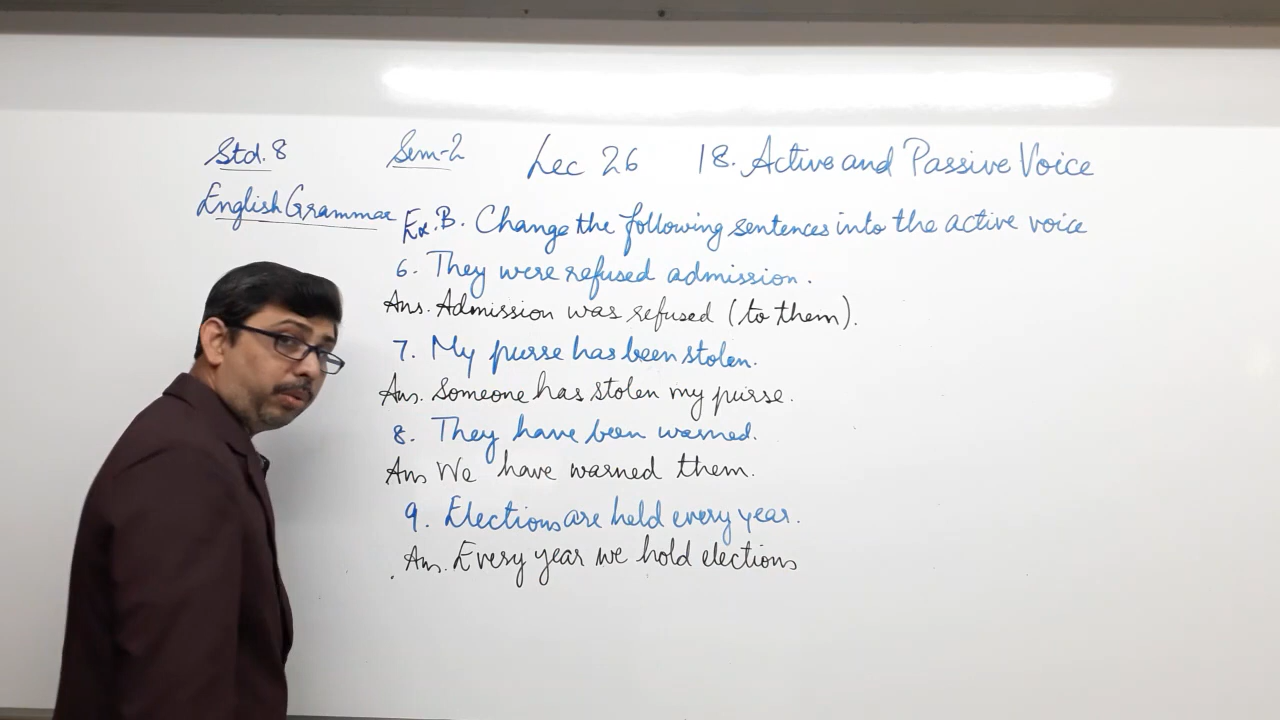 Std. 8 Sem-2 Lec 26 18. Active and Passive Voice
English Grammar
Ex. B. Change the following sentences into the active voice
6. They were refused admission.
Ans. Admission was refused (to them).
7. My purse has been stolen.
Ans. Someone has stolen my purse.
8. They have been warned.
Ans We have warned them.
9. Elections are held every year.
Ans. Every year we hold elections